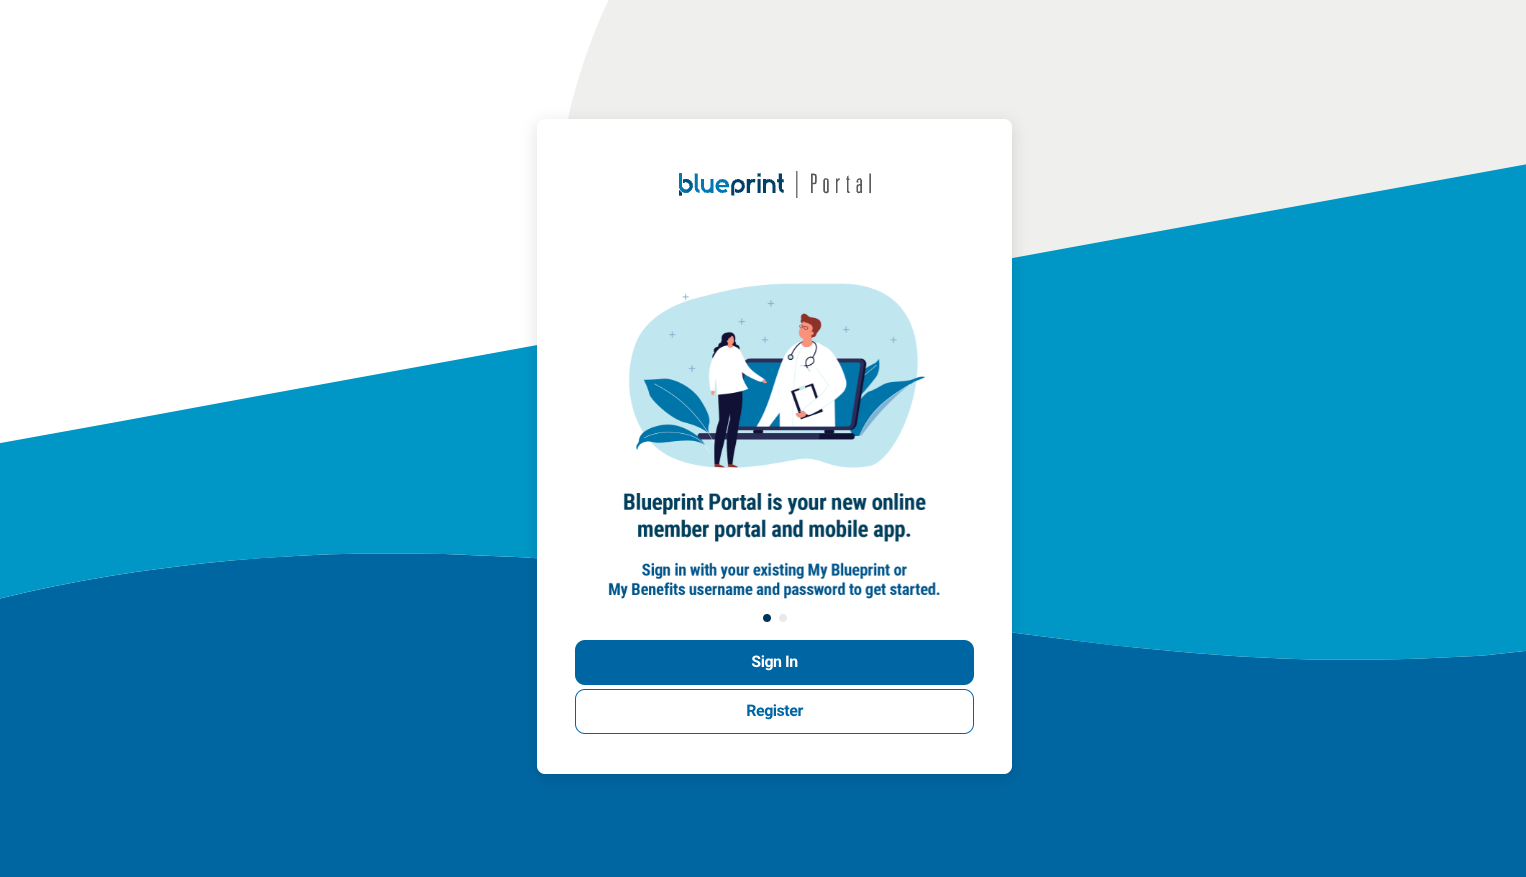 blueprint | Portal
Blueprint Portal is your new online
member portal and mobile app.
Sign in with your existing My Blueprint or
My Benefits username and password to get started.
Sign In
Register